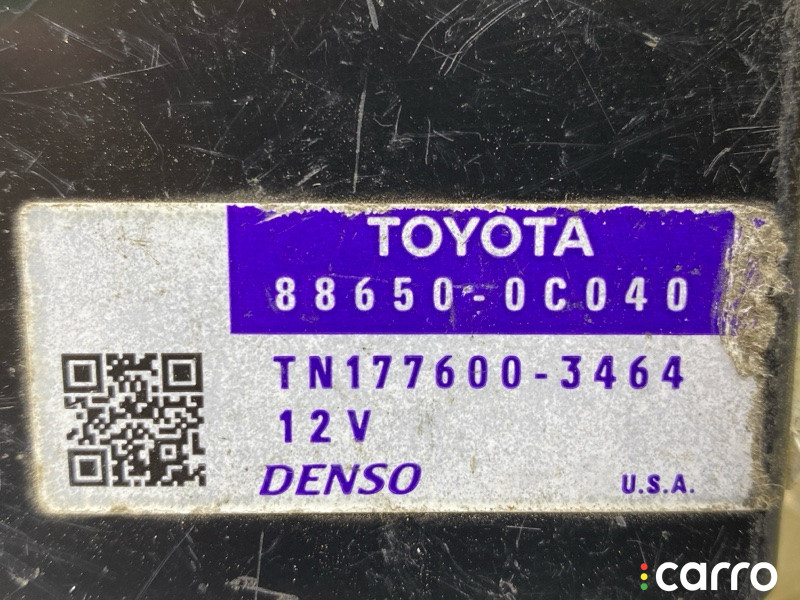 TOYOTA
88650-0C040
TN177600-3464
12V
DENSO
U.S.A.
carro